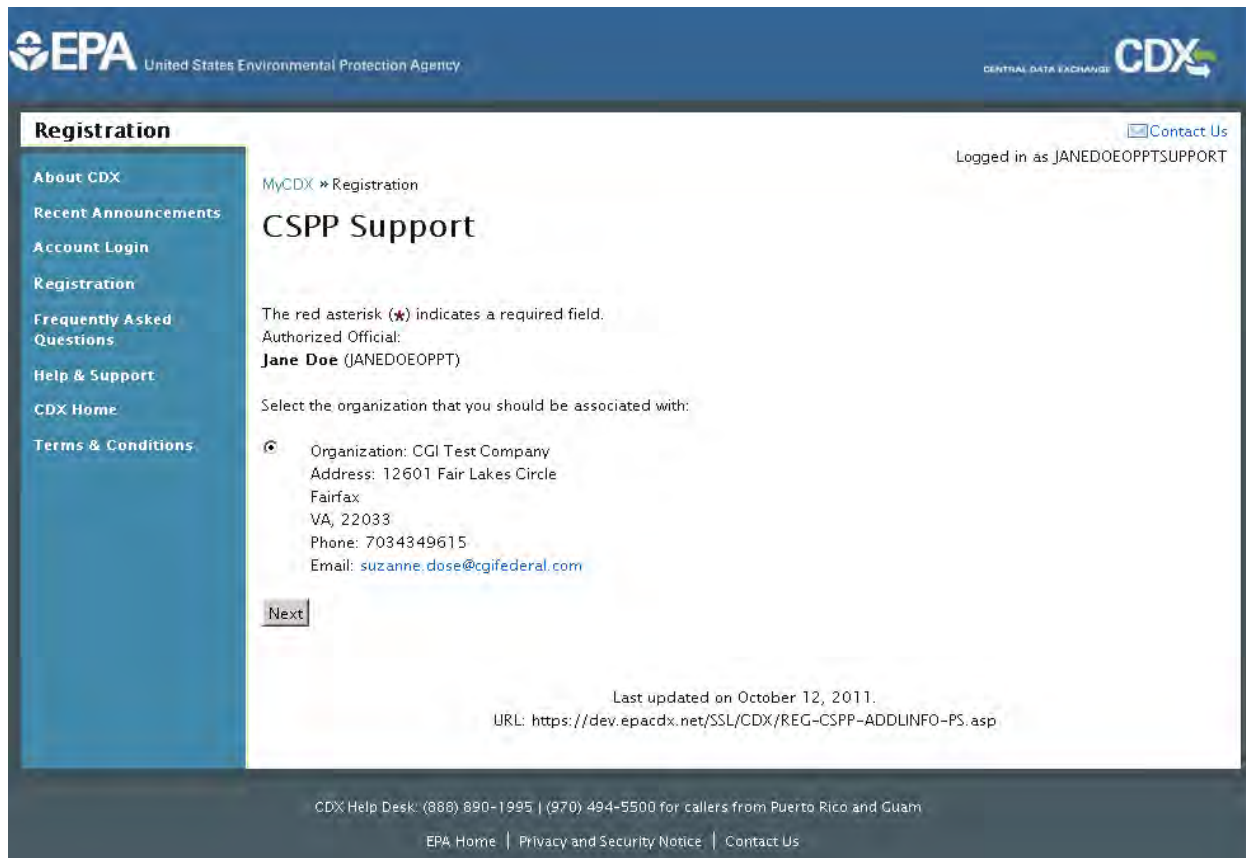 EPA United States Environmental Protection Agency
CENTRAL DATA EXCHANGE CDX
Registration
Contact Us
Logged in as JANEDOEOPPTSUPPORT
About CDX
Recent Announcements
Account Login
Registration
Frequently Asked
Questions
Help & Support
CDX Home
Terms & Conditions
MyCDX » Registration
CSPP Support
The red asterisk (*) indicates a required field.
Authorized Official:
Jane Doe (JANEDOEOPPT)
Select the organization that you should be associated with:
Organization: CGI Test Company
Address: 12601 Fair Lakes Circle
Fairfax
VA, 22033
Phone: 7034349615
Email: suzanne.dose@cgifederal.com
Next
Last updated on October 12, 2011.
URL: https://dev.epacdx.net/SSL/CDX/REG-CSPP-ADDLINFO-PS.asp
CDX Help Desk: (888) 890-1995 | (970) 494-5500 for callers from Puerto Rico and Guam
EPA Home | Privacy and Security Notice | Contact Us